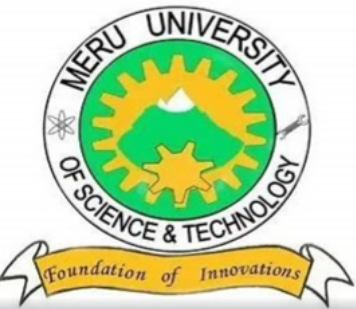 MERU UNIVERSITY
OF SCIENCE & TECHNOLOGY
Foundation of Innovations